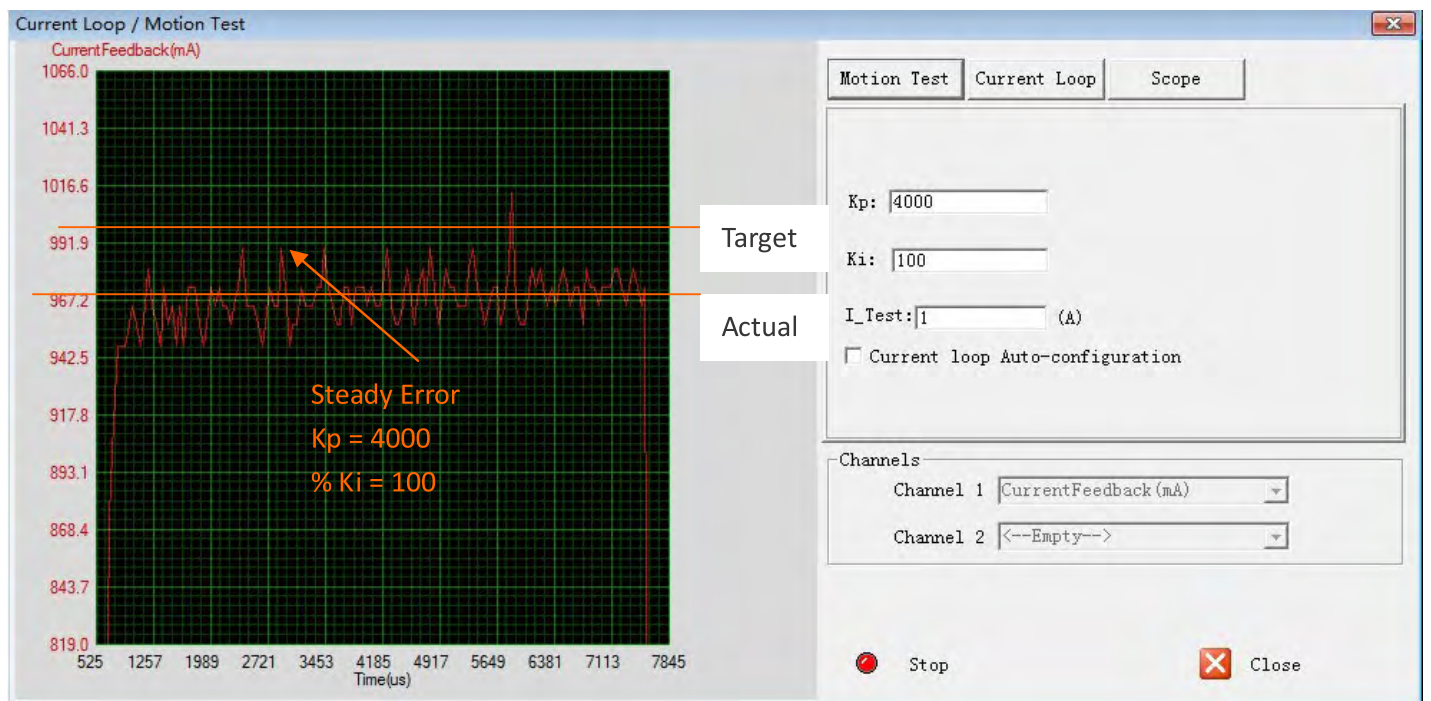 Current Loop / Motion Test
CurrentFeedback(mA)
1066.0
1041.3
1016.6
991.9
967.2
942.5
917.8
893.1
868.4
843.7
819.0
525 1257 1989 2721 3453 4185 4917 5649 6381 7113 7845
Time(us)
Target
Actual
Steady Error
Kp = 4000
% Ki = 100
Motion Test Current Loop Scope
Kp: 4000
Ki: 100
I_Test: 1 (A)
Current loop Auto-configuration
Channels
Channel 1 CurrentFeedback(mA)
Channel 2 <--Empty-->
Stop Close